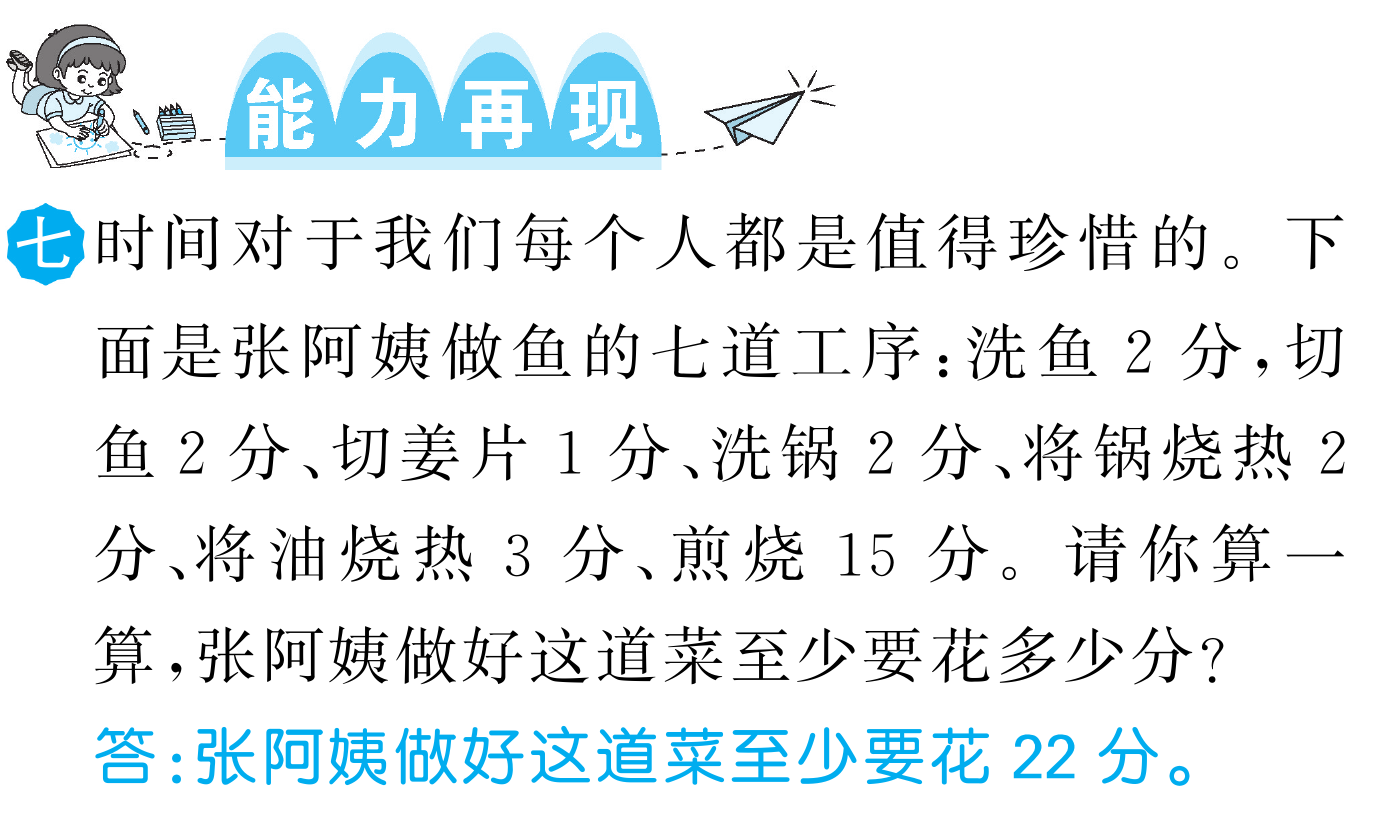 能力再现
七 时间对于我们每个人都是值得珍惜的。下
面是张阿姨做鱼的七道工序:洗鱼 2 分,切
鱼 2 分、切姜片 1 分、洗锅 2 分、将锅烧热 2
分、将油烧热 3 分、煎烧 15 分。请你算一
算,张阿姨做好这道菜至少要花多少分?
答:张阿姨做好这道菜至少要花 22 分。